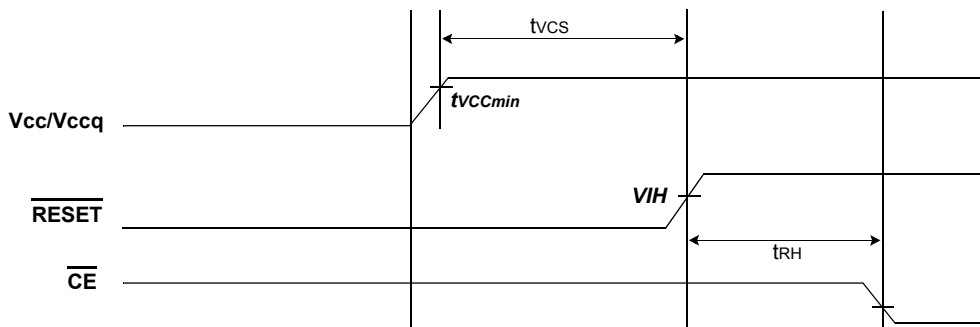 tVCS
tVCCmin
Vcc/Vccq
VIH
RESET
tRH
CE